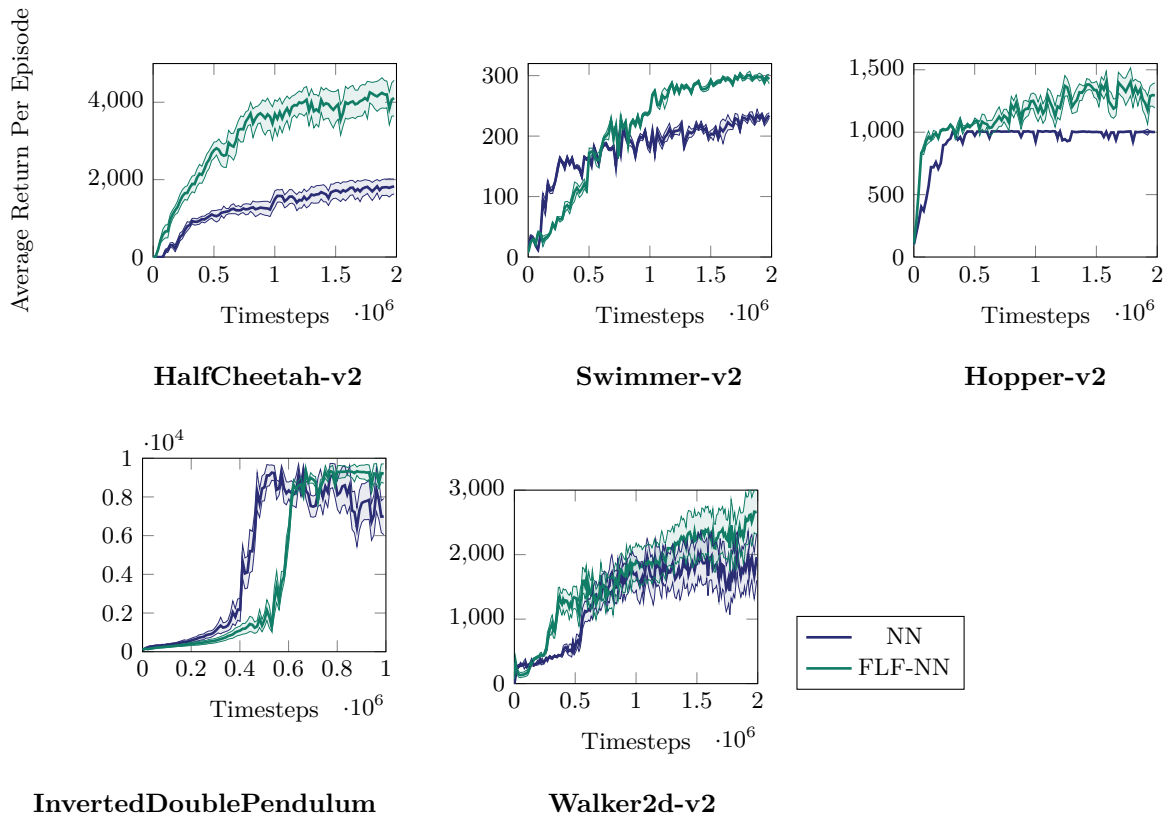 Average Return Per Episode
4,000
2,000
0
0 0.5 1 1.5 2
Timesteps ·10^6
HalfCheetah-v2
300
200
100
0
0 0.5 1 1.5 2
Timesteps ·10^6
Swimmer-v2
1,500
1,000
500
0
0 0.5 1 1.5 2
Timesteps ·10^6
Hopper-v2
·10^4
1
0.8
0.6
0.4
0.2
0
0 0.2 0.4 0.6 0.8 1
Timesteps ·10^6
InvertedDoublePendulum
3,000
2,000
1,000
0
0 0.5 1 1.5 2
Timesteps ·10^6
Walker2d-v2
NN
FLF-NN